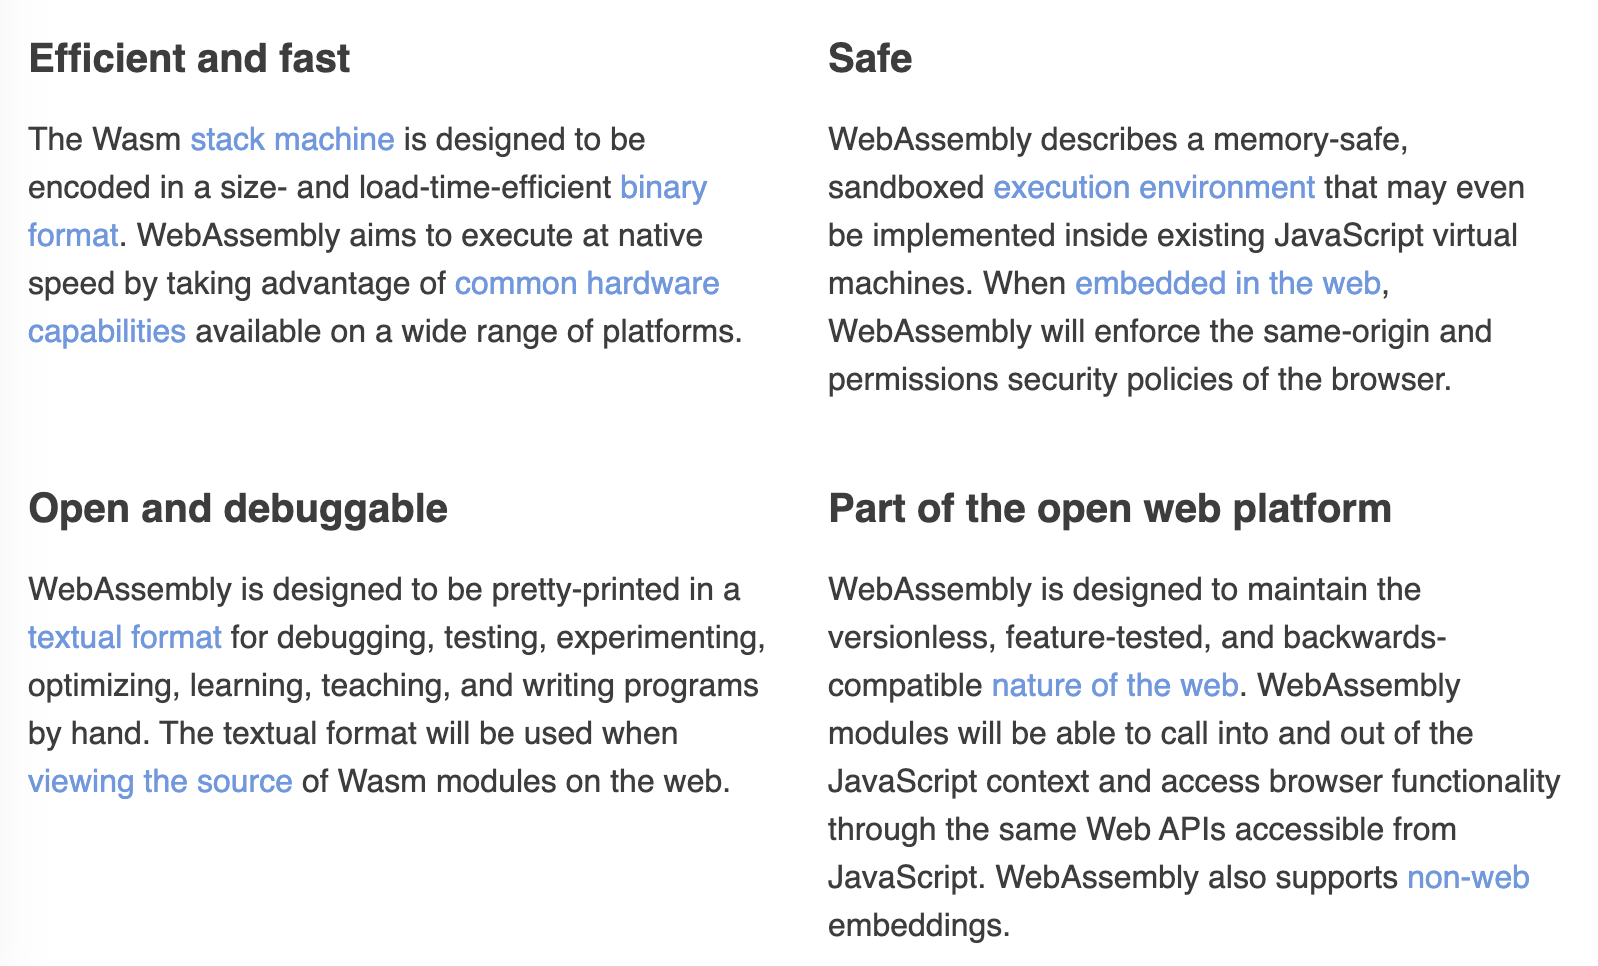 Efficient and fast
The Wasm stack machine is designed to be
encoded in a size- and load-time-efficient binary
format. WebAssembly aims to execute at native
speed by taking advantage of common hardware
capabilities available on a wide range of platforms.
Safe
WebAssembly describes a memory-safe,
sandboxed execution environment that may even
be implemented inside existing JavaScript virtual
machines. When embedded in the web,
WebAssembly will enforce the same-origin and
permissions security policies of the browser.
Open and debuggable
WebAssembly is designed to be pretty-printed in a
textual format for debugging, testing, experimenting,
optimizing, learning, teaching, and writing programs
by hand. The textual format will be used when
viewing the source of Wasm modules on the web.
Part of the open web platform
WebAssembly is designed to maintain the
versionless, feature-tested, and backwards-
compatible nature of the web. WebAssembly
modules will be able to call into and out of the
JavaScript context and access browser functionality
through the same Web APIs accessible from
JavaScript. WebAssembly also supports non-web
embeddings.